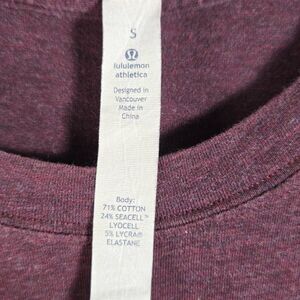 S
lululemon
athletica
Designed in
Vancouver
Made in
China
Body:
71% COTTON
24% SEACELL™
LYOCELL
5% LYCRA®
ELASTANE